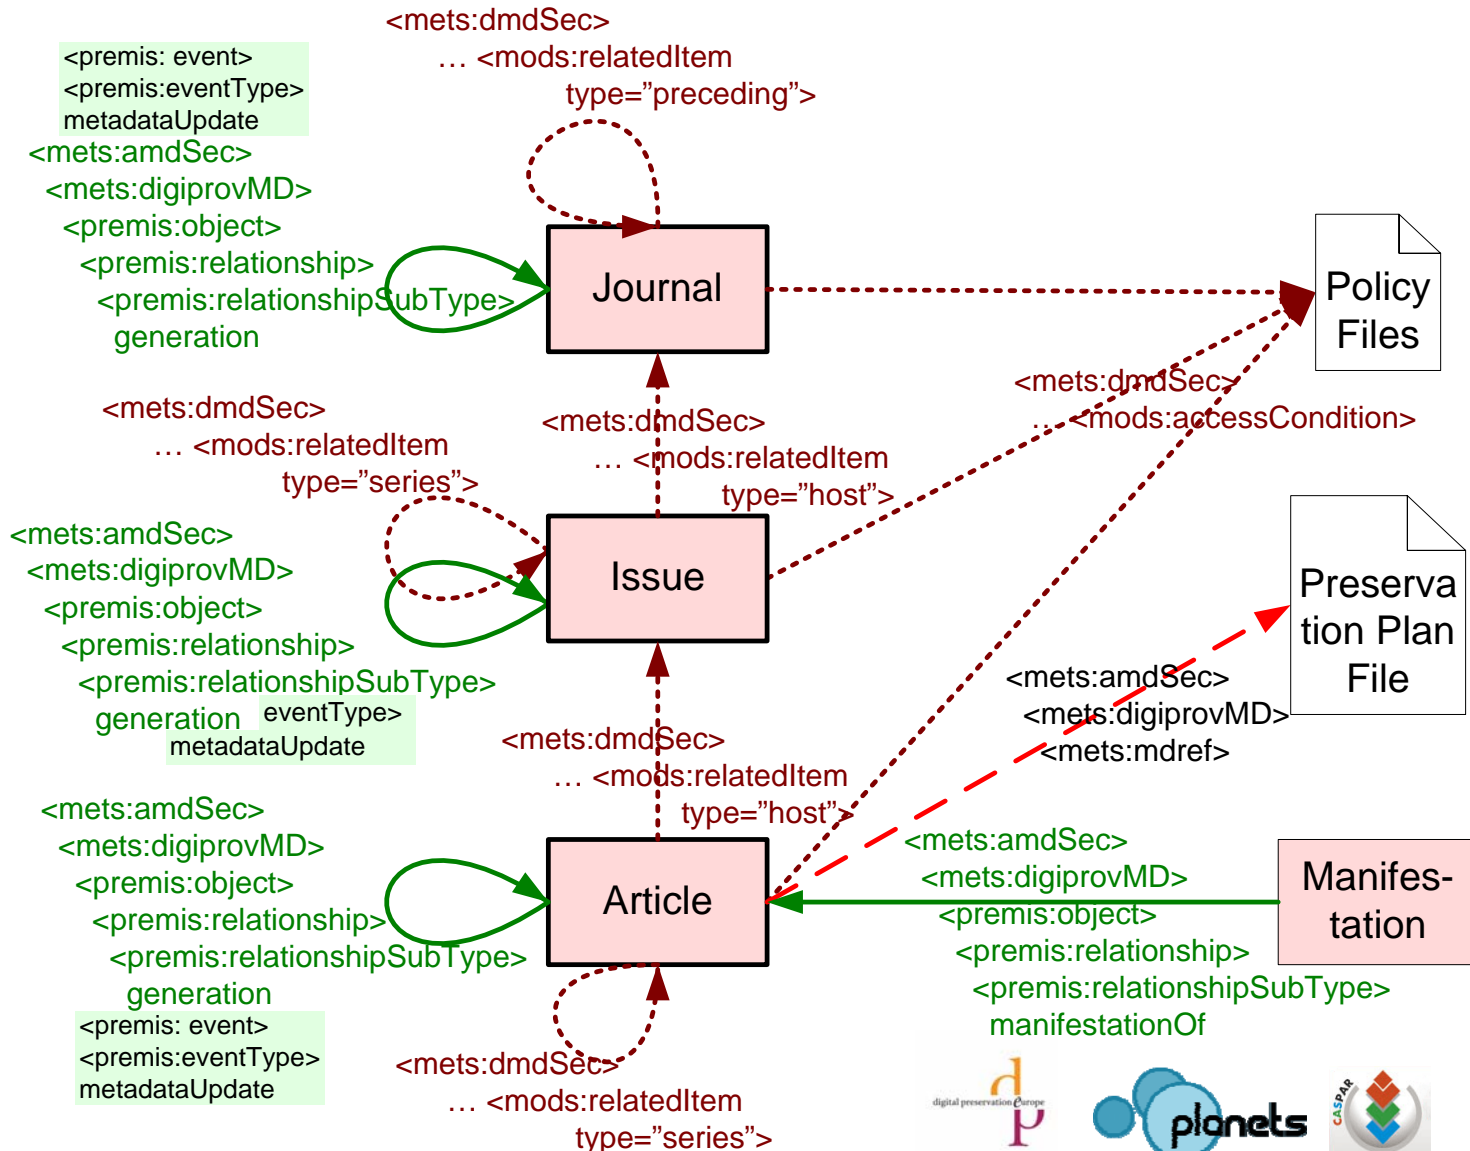 <mets:dmdSec>
… <mods:relatedItem
type=”preceding”>
<premis: event>
<premis:eventType>
metadataUpdate
<mets:amdSec>
<mets:digiprovMD>
<premis:object>
<premis:relationship>
<premis:relationshipSubType>
generation
Journal
Policy
Files
<mets:dmdSec>
… <mods:relatedItem
type=”series”>
<mets:dmdSec>
… <mods:relatedItem
type=”host”>
<mets:dmdSec>
… <mods:accessCondition>
<mets:amdSec>
<mets:digiprovMD>
<premis:object>
<premis:relationship>
<premis:relationshipSubType>
generation
eventType>
metadataUpdate
Issue
Preserva
tion Plan
File
<mets:amdSec>
<mets:digiprovMD>
<mets:mdref>
<mets:dmdSec>
… <mods:relatedItem
type=”host”>
<mets:amdSec>
<mets:digiprovMD>
<premis:object>
<premis:relationship>
<premis:relationshipSubType>
generation
<premis: event>
<premis:eventType>
metadataUpdate
Article
<mets:amdSec>
<mets:digiprovMD>
<premis:object>
<premis:relationship>
<premis:relationshipSubType>
manifestationOf
Manifes-
tation
<mets:dmdSec>
… <mods:relatedItem
type=”series”>
d
digital preservation europe
p
planets
CASPAR